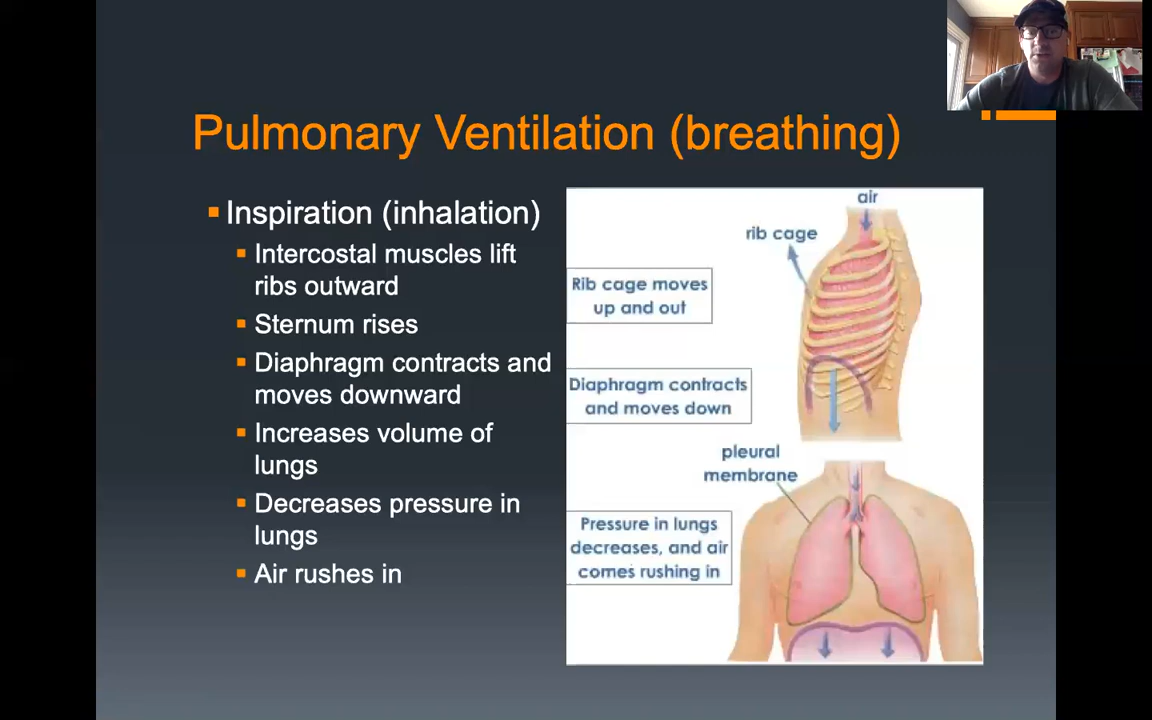 Pulmonary Ventilation (breathing)
Inspiration (inhalation)
Intercostal muscles lift
ribs outward
Sternum rises
Diaphragm contracts and
moves downward
Increases volume of
lungs
Decreases pressure in
lungs
Air rushes in
air
rib cage
Rib cage moves
up and out
Diaphragm contracts
and moves down
pleural
membrane
Pressure in lungs
decreases, and air
comes rushing in